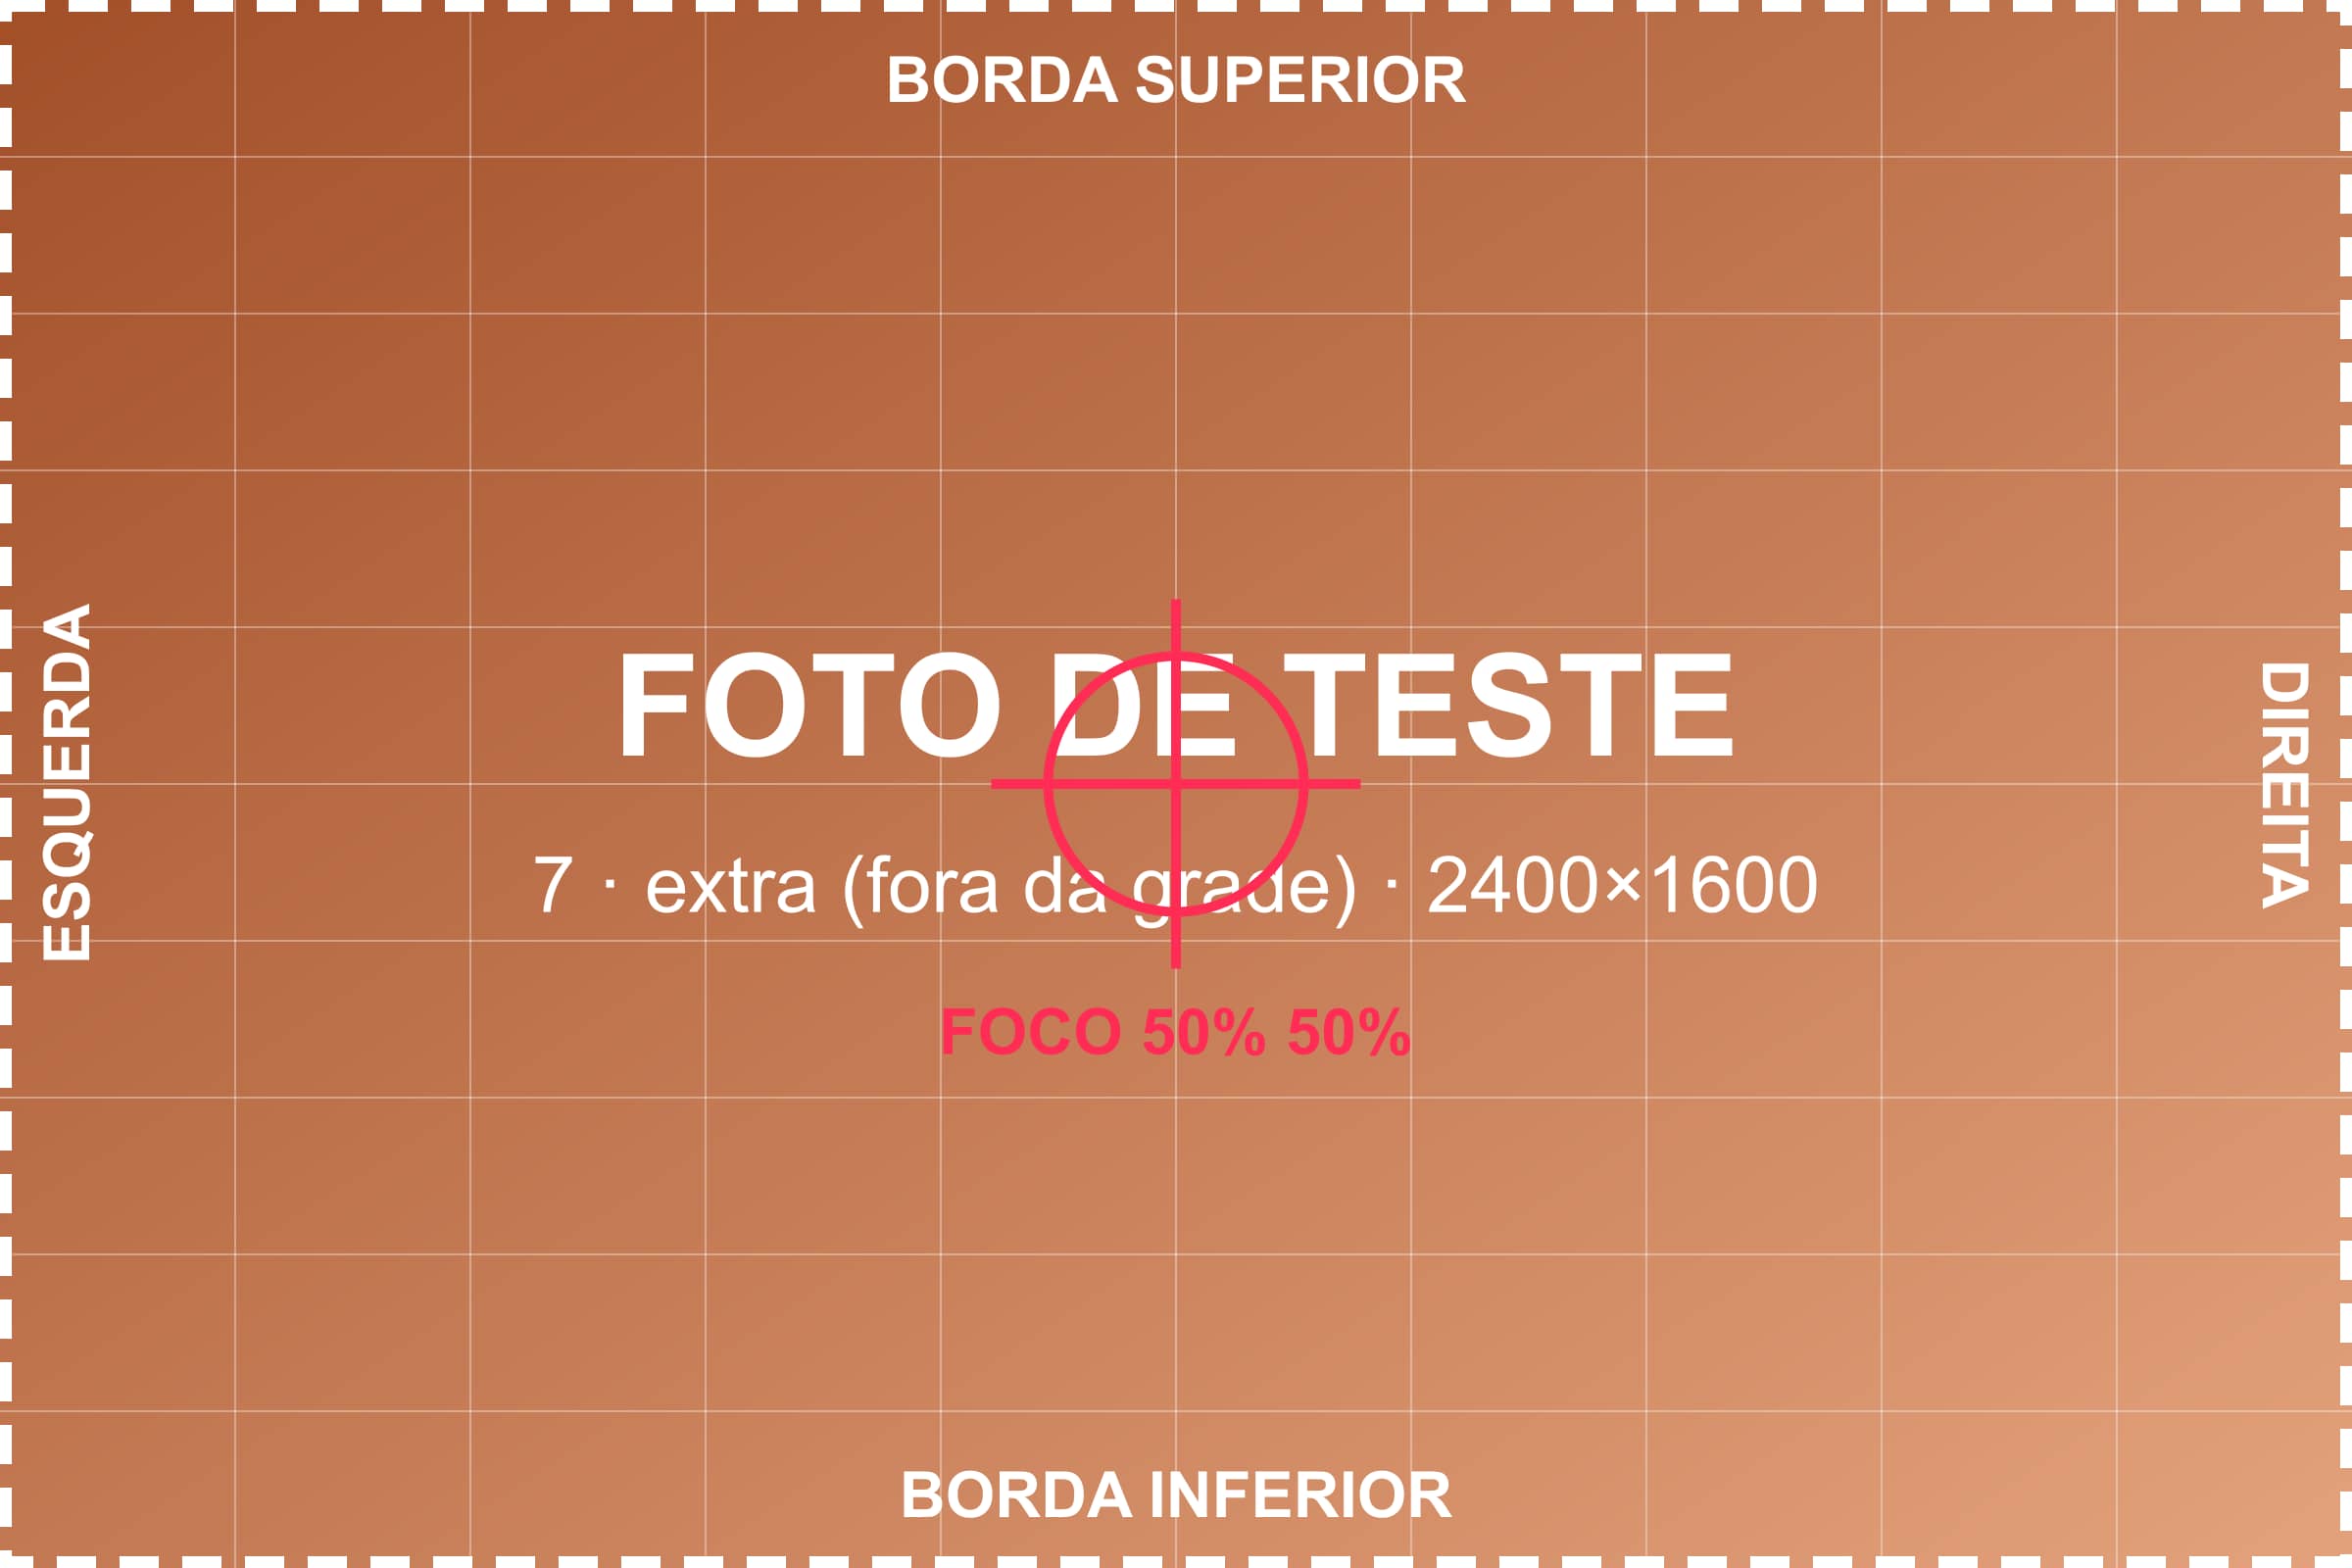 BORDA SUPERIOR
ESQUERDA
FOTO DE TESTE
DIREITA
7 · extra (fora da grade) · 2400×1600
FOCO 50% 50%
BORDA INFERIOR